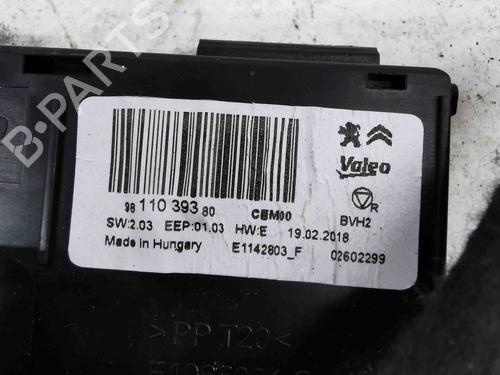 B-PARTS
Valeo
R
BVH2
98 110 393 80 CBM00
SW:2.03 EEP:01.03 HW:E 19.02.2018
Made in Hungary E1142803_F 02602299
>PP T20<